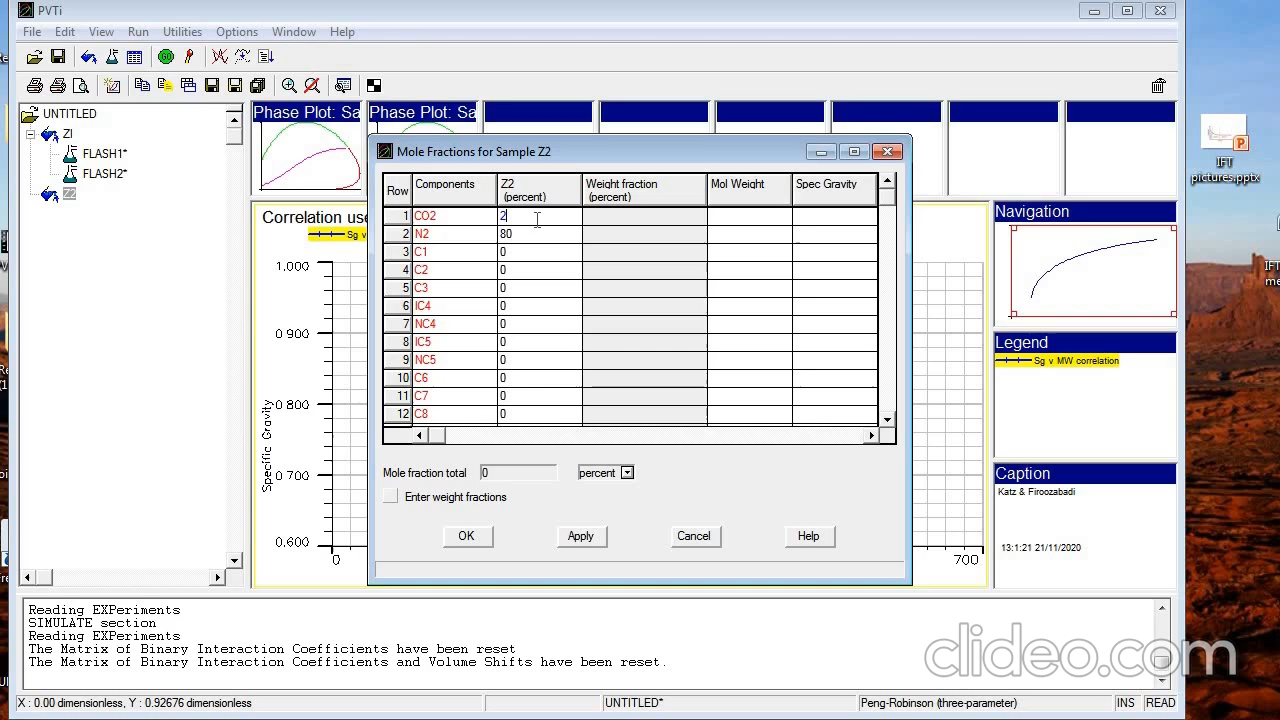 PVTi
File Edit View Run Utilities Options Window Help
UNTITLED
ZI
FLASH1*
FLASH2*
Z2
Phase Plot: Sa
Phase Plot: Sa
Correlation use
Sg v
1.000
0.900
0.800
0.700
0.600
Specific Gravity
0
700
Mole Fractions for Sample Z2
Row Components Z2 (percent) Weight fraction (percent) Mol Weight Spec Gravity
1 CO2 2
2 N2 80
3 C1 0
4 C2 0
5 C3 0
6 IC4 0
7 NC4 0
8 IC5 0
9 NC5 0
10 C6 0
11 C7 0
12 C8 0
Mole fraction total 0 percent
Enter weight fractions
OK Apply Cancel Help
Navigation
Legend
Sg v MW correlation
Caption
Katz & Firoozabadi
13:1:21 21/11/2020
Reading EXPeriments
SIMULATE section
Reading EXPeriments
The Matrix of Binary Interaction Coefficients have been reset
The Matrix of Binary Interaction Coefficients and Volume Shifts have been reset.
X : 0.00 dimensionless, Y : 0.92676 dimensionless
UNTITLED*
Peng-Robinson (three-parameter)
INS
READ
IFT
pictures.pptx
IFT
me
clideo.com